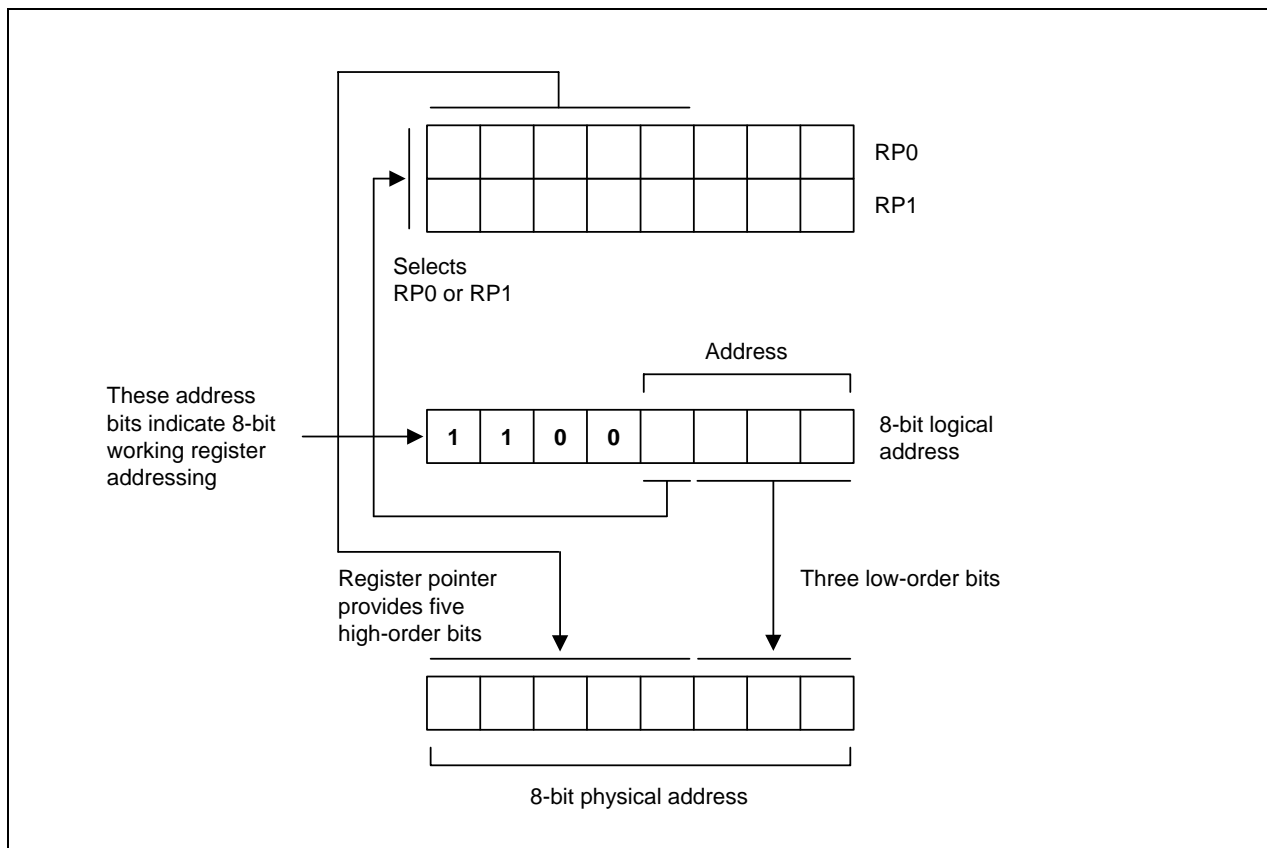 RP0
RP1
Selects
RP0 or RP1
Address
These address
bits indicate 8-bit
working register
addressing
1 1 0 0
8-bit logical
address
Register pointer
provides five
high-order bits
Three low-order bits
8-bit physical address